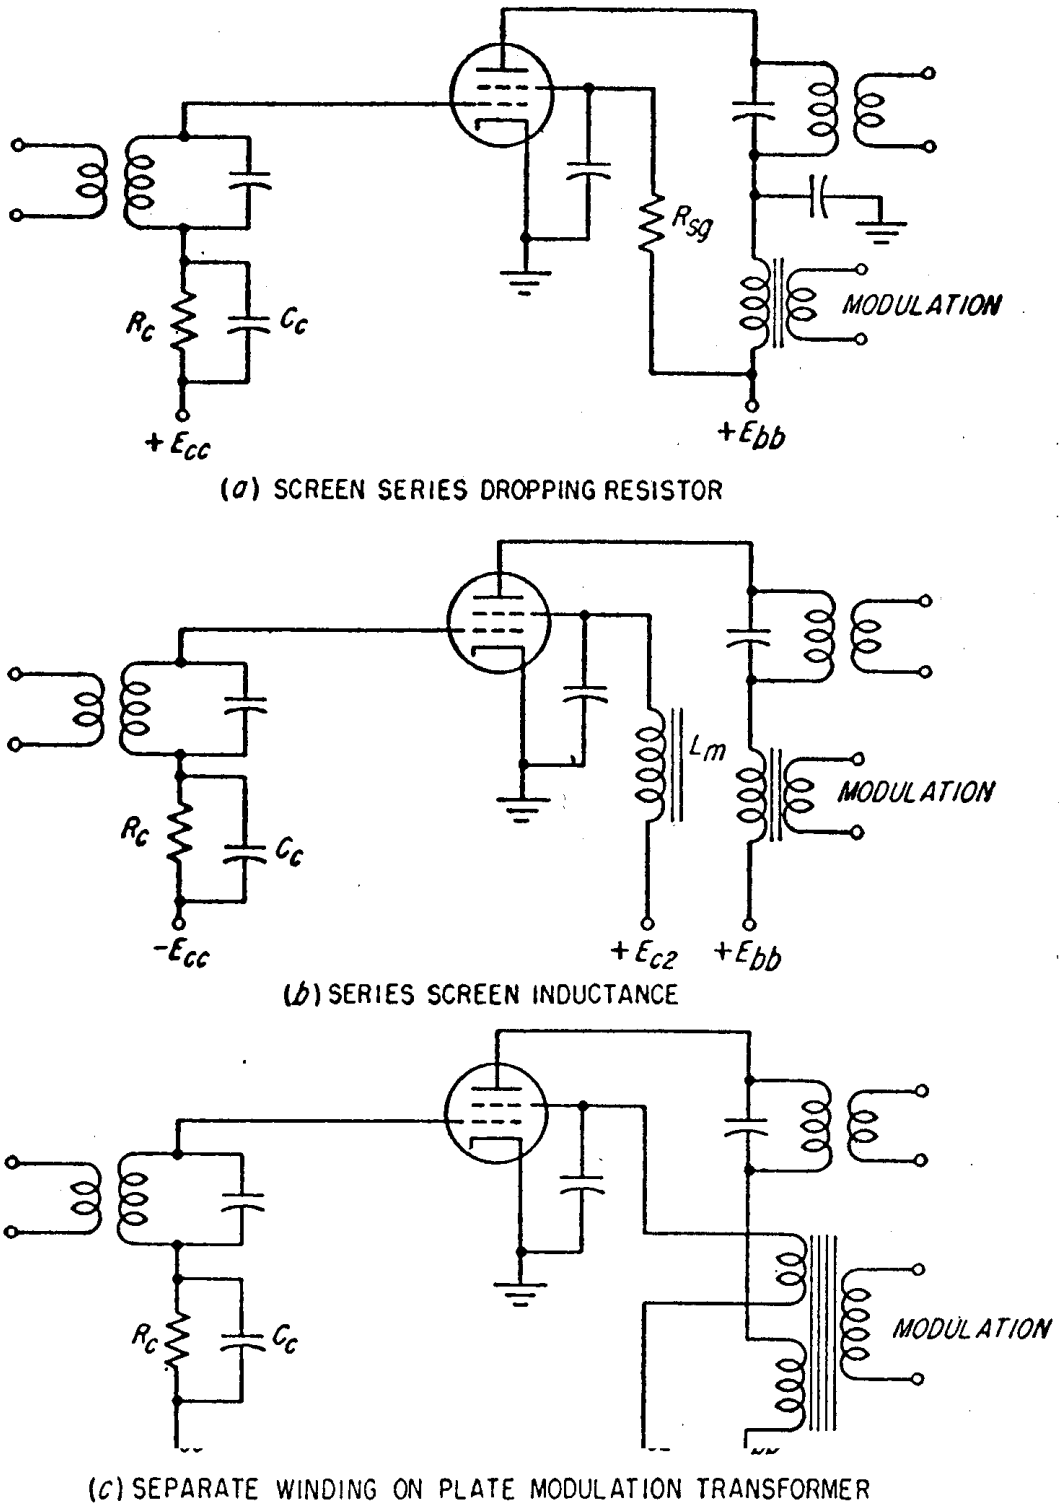 Rsg
MODULATION
Rc
Cc
+ Ecc
+Ebb
(a) SCREEN SERIES DROPPING RESISTOR
Lm
MODULATION
Rc
Cc
-Ecc
+Ec2
+Ebb
(b) SERIES SCREEN INDUCTANCE
Rc
Cc
MODULATION
(c) SEPARATE WINDING ON PLATE MODULATION TRANSFORMER